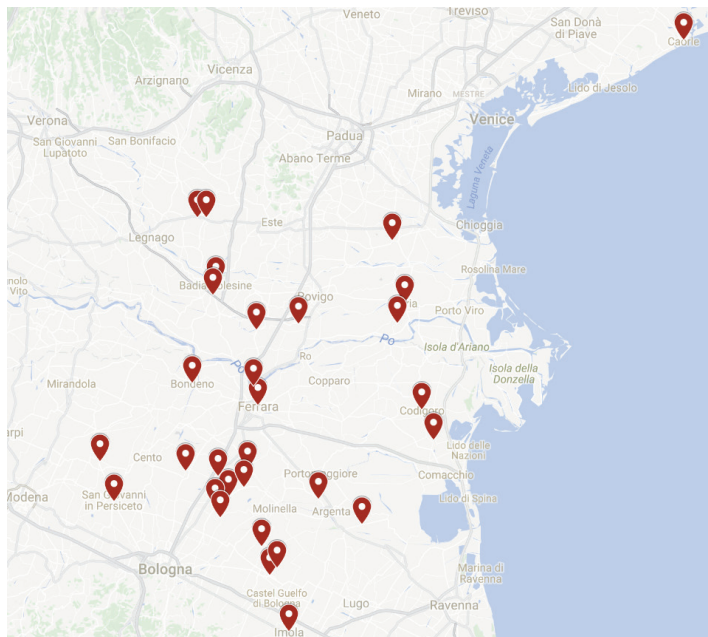 Veneto
Treviso
San Donà
di Piave
Caorle
Vicenza
Arzignano
Lido di Jesolo
Mirano
MESTRE
Verona
Venice
Padua
San Giovanni
Lupatoto
San Bonifacio
Abano Terme
Laguna Veneta
Este
Chioggia
Legnago
Rosolina Mare
Badia Polesine
Rovigo
Porto Viro
Po
Isola d'Ariano
Ro
Po
Isola della
Donzella
Mirandola
Bondeno
Copparo
Ferrara
Codigoro
Lido delle
Nazioni
Cento
Comacchio
Portomaggiore
Modena
San Giovanni
in Persiceto
Lido di Spina
Molinella
Argenta
Bologna
Marina di
Ravenna
Castel Guelfo
di Bologna
Lugo
Ravenna
Imola